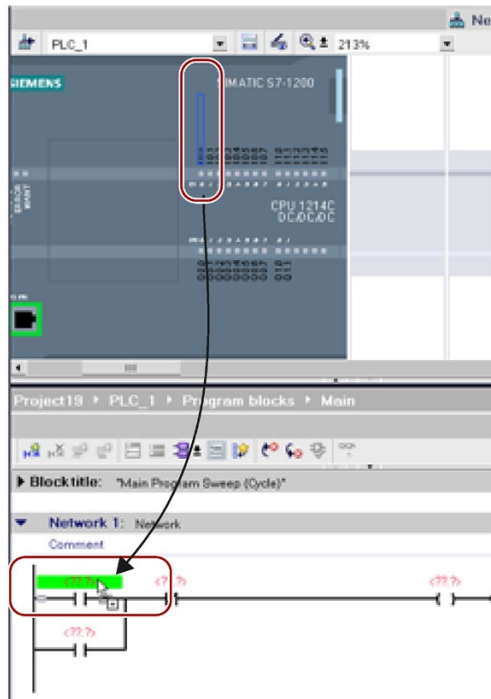 Ne
PLC_1
213%
SIEMENS
SIMATIC S7-1200
CPU 1214C
DC/DC/DC
Project19 ▸ PLC_1 ▸ Program blocks ▸ Main
Block title: "Main Program Sweep (Cycle)"
Network 1: Network
Comment
<??.?> <??.?> <??.?>
<??.?>